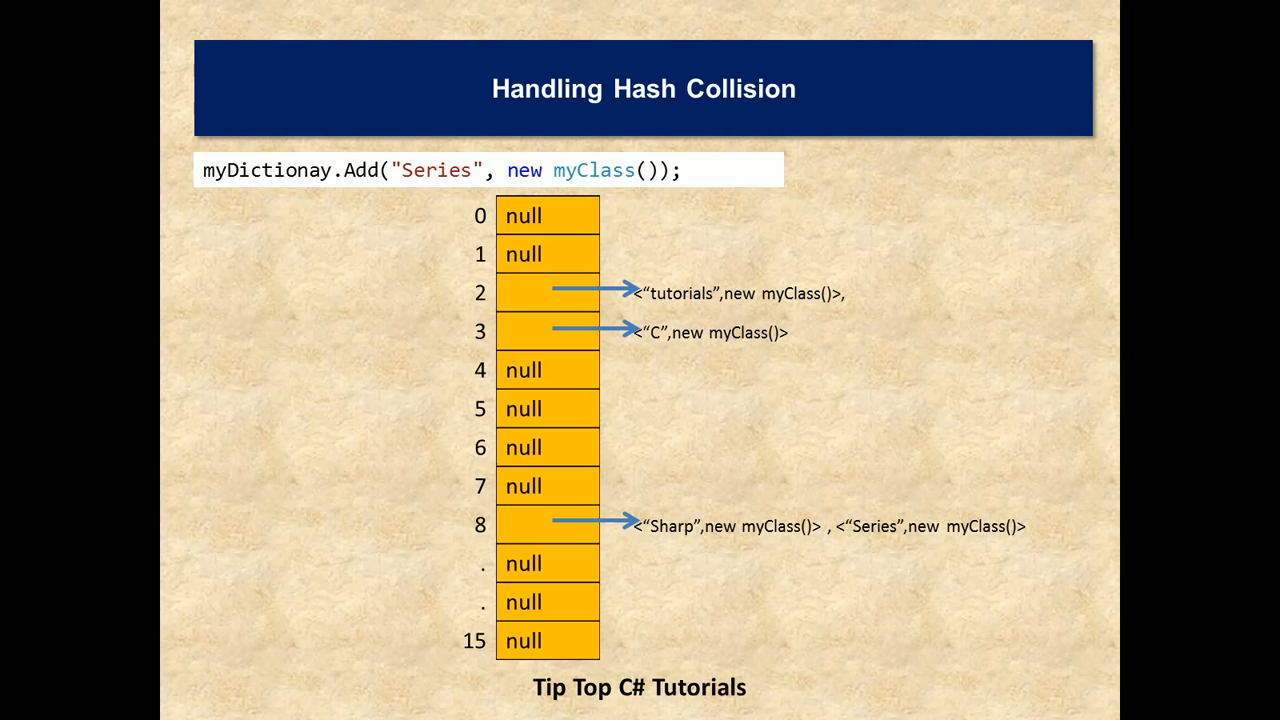 Handling Hash Collision
myDictionay.Add("Series", new myClass());
0 null
1 null
2 <“tutorials”,new myClass()>,
3 <“C”,new myClass()>
4 null
5 null
6 null
7 null
8 <“Sharp”,new myClass()> , <“Series”,new myClass()>
. null
. null
15 null
Tip Top C# Tutorials